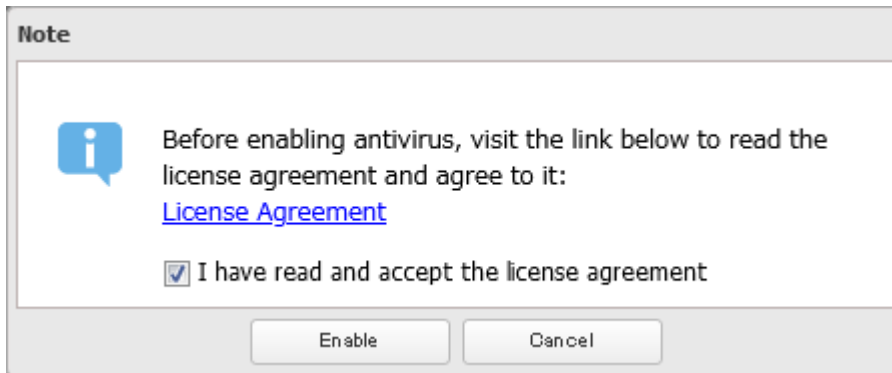 Note
Before enabling antivirus, visit the link below to read the
license agreement and agree to it:
License Agreement
I have read and accept the license agreement
Enable Cancel